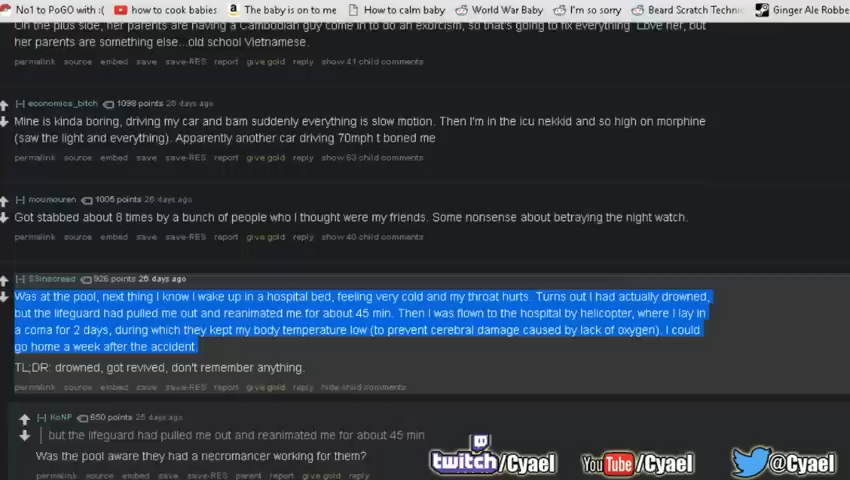 No1 to PoGO with :( how to cook babies The baby is on to me How to calm baby World War Baby I'm so sorry Beard Scratch Techniqu Ginger Ale Robbe
On the plus side, her parents are having a Cambodian guy come in to do an exorcism, so that's going to fix everything. Love her, but
her parents are something else...old school Vietnamese.
permalink source embed save save-RES report give gold reply show 41 child comments
[-] economics_bitch 1098 points 26 days ago
Mine is kinda boring, driving my car and bam suddenly everything is slow motion. Then I'm in the icu nekkid and so high on morphine
(saw the light and everything). Apparently another car driving 70mph t boned me
permalink source embed save save-RES report give gold reply show 63 child comments
[-] moumouren 1005 points 26 days ago
Got stabbed about 8 times by a bunch of people who I thought were my friends. Some nonsense about betraying the night watch.
permalink source embed save save-RES report give gold reply show 40 child comments
[-] SSinscreed 926 points 25 days ago
Was at the pool, next thing I know I wake up in a hospital bed, feeling very cold and my throat hurts. Turns out I had actually drowned,
but the lifeguard had pulled me out and reanimated me for about 45 min. Then I was flown to the hospital by helicopter, where I lay in
a coma for 2 days, during which they kept my body temperature low (to prevent cerebral damage caused by lack of oxygen). I could
go home a week after the accident.
TL;DR: drowned, got revived, don't remember anything.
permalink source embed save save-RES report give gold reply hide child comments
[-] KoNP 650 points 25 days ago
but the lifeguard had pulled me out and reanimated me for about 45 min
Was the pool aware they had a necromancer working for them?
permalink source embed save save-RES parent report give gold reply
twitch/Cyael YouTube/Cyael @Cyael